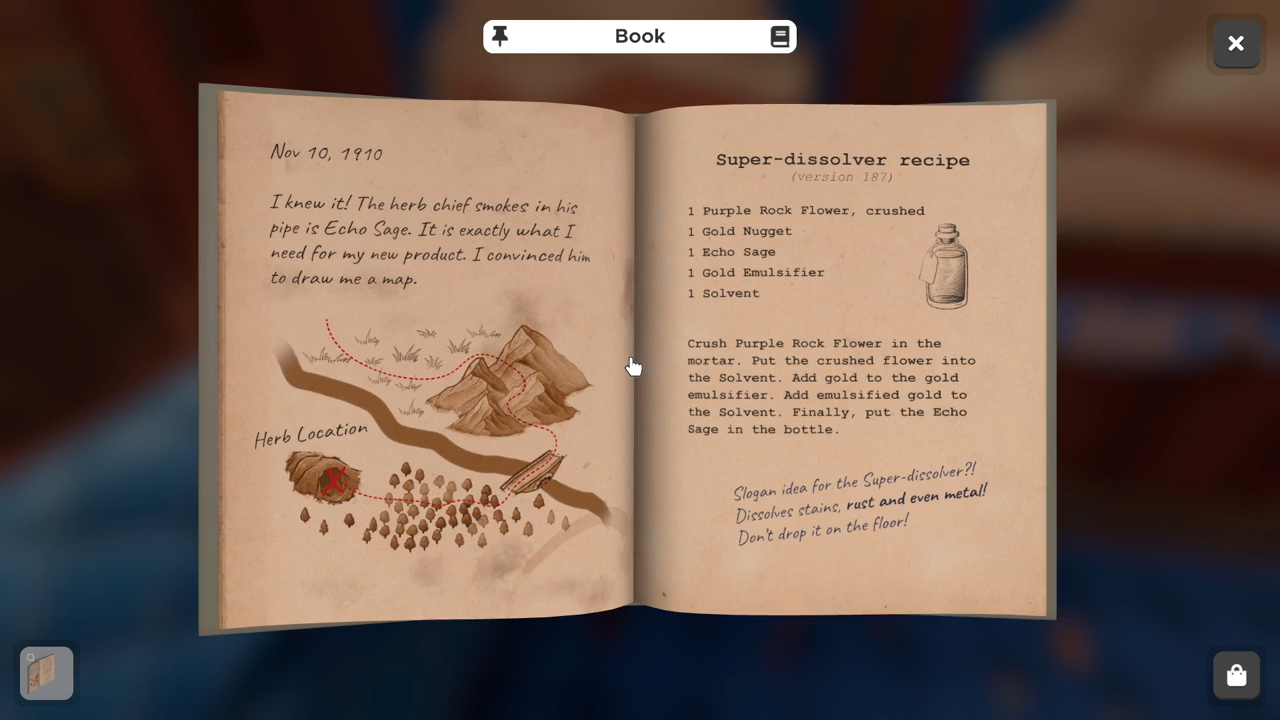 Book
Nov 10, 1910
I knew it! The herb chief smokes in his
pipe is Echo Sage. It is exactly what I
need for my new product. I convinced him
to draw me a map.
Herb Location
X
Super-dissolver recipe
(version 187)
1 Purple Rock Flower, crushed
1 Gold Nugget
1 Echo Sage
1 Gold Emulsifier
1 Solvent
Crush Purple Rock Flower in the
mortar. Put the crushed flower into
the Solvent. Add gold to the gold
emulsifier. Add emulsified gold to
the Solvent. Finally, put the Echo
Sage in the bottle.
Slogan idea for the Super-dissolver?!
Dissolves stains, rust and even metal!
Don't drop it on the floor!